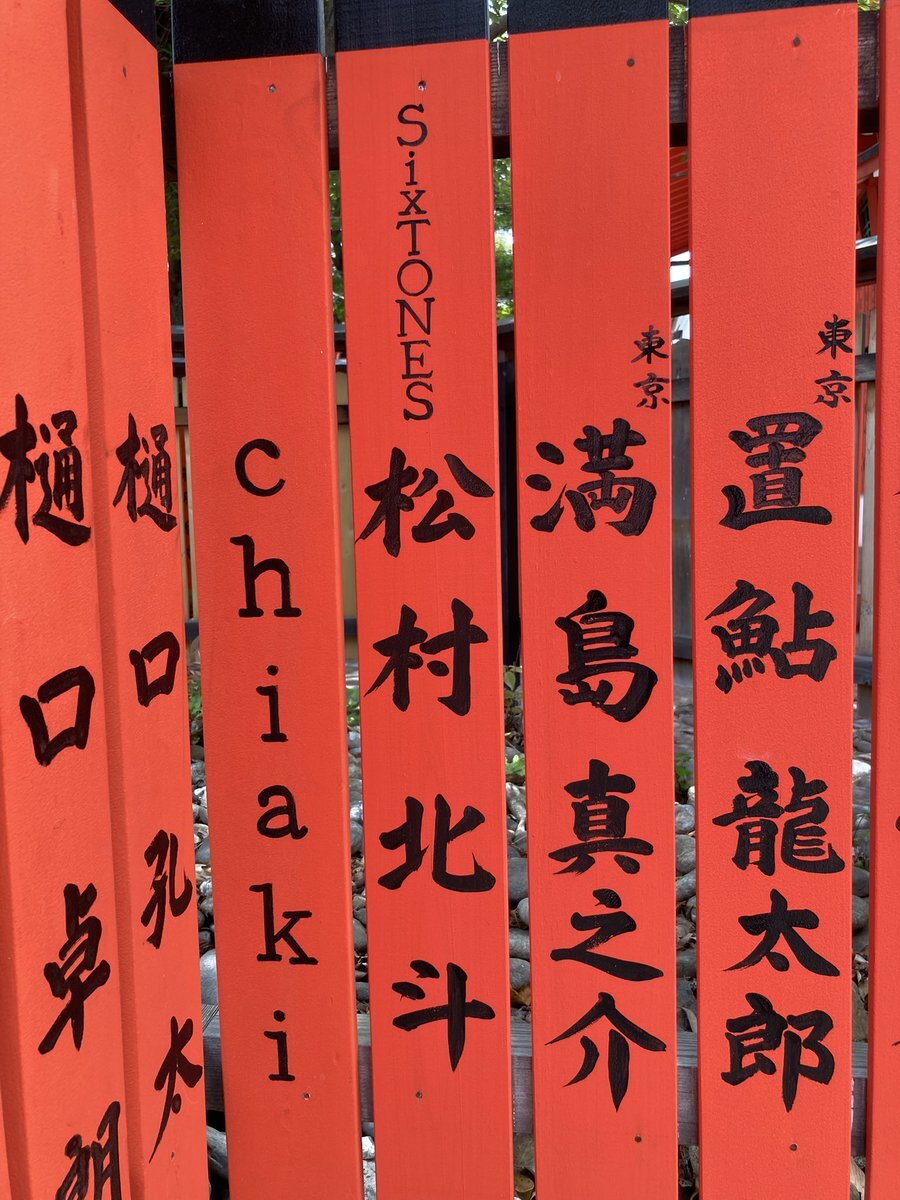 東京
置鮎龍太郎
東京
満島真之介
SixTONES
松村北斗
chiaki
樋口孔太
樋口卓